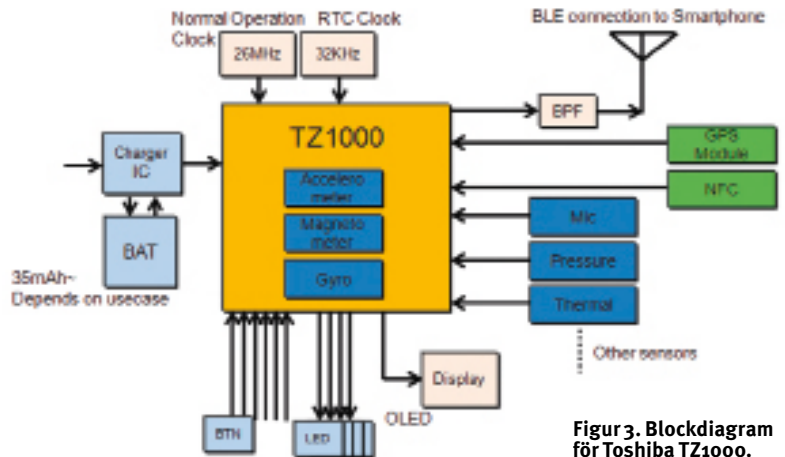 Normal Operation
Clock
RTC Clock
BLE connection to Smartphone
26MHz
32KHz
BPF
TZ1000
GPS
Module
NFC
Charger
IC
Accelero
meter
Magneto
meter
Gyro
Mic
Pressure
Thermal
BAT
35mAh~
Depends on usecase
Other sensors
Display
OLED
BTN
LED
Figur 3. Blockdiagram
för Toshiba TZ1000.